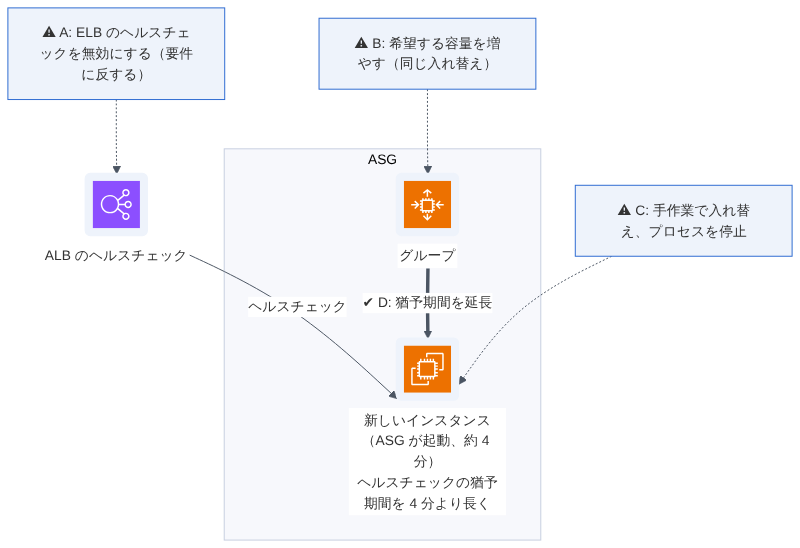 ⚠ A: ELB のヘルスチェ
ックを無効にする（要件
に反する）
⚠ B: 希望する容量を増
やす（同じ入れ替え）
ASG
⚠ C: 手作業で入れ替
え、プロセスを停止
ALB のヘルスチェック
グループ
ヘルスチェック
✔ D: 猶予期間を延長
新しいインスタンス
（ASG が起動、約 4
分）
ヘルスチェックの猶予
期間を 4 分より長く